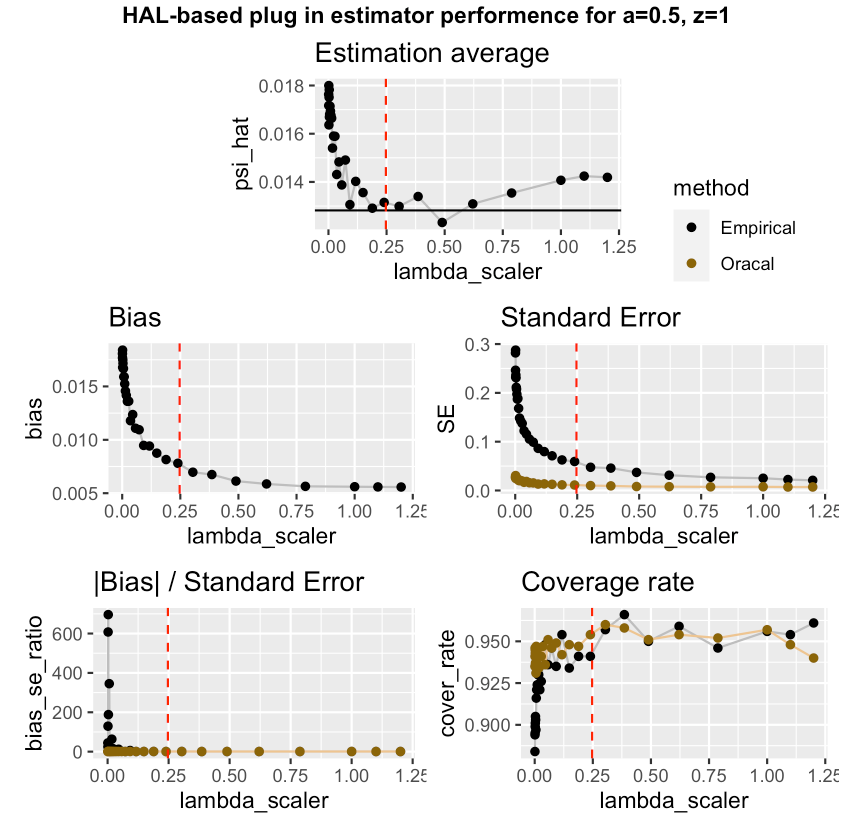 HAL-based plug in estimator performence for a=0.5, z=1
Estimation average
psi_hat
0.018
0.016
0.014
0.00 0.25 0.50 0.75 1.00 1.25
lambda_scaler
method
Empirical
Oracal
Bias
bias
0.015
0.010
0.005
0.00 0.25 0.50 0.75 1.00 1.25
lambda_scaler
Standard Error
SE
0.3
0.2
0.1
0.0
0.00 0.25 0.50 0.75 1.00 1.25
lambda_scaler
|Bias| / Standard Error
bias_se_ratio
600
400
200
0
0.00 0.25 0.50 0.75 1.00 1.25
lambda_scaler
Coverage rate
cover_rate
0.950
0.925
0.900
0.00 0.25 0.50 0.75 1.00 1.25
lambda_scaler